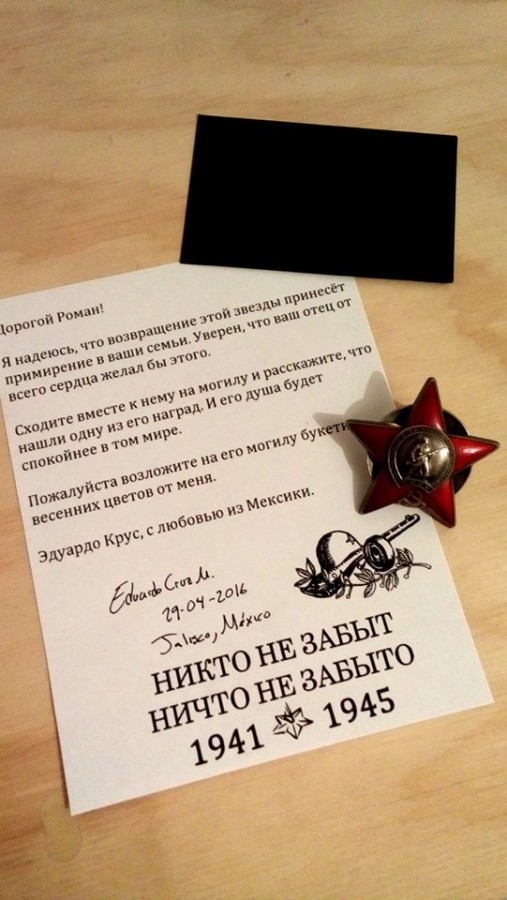 Дорогой Роман!
Я надеюсь, что возвращение этой звезды принесёт
примирение в ваши семьи. Уверен, что ваш отец от
всего сердца желал бы этого.
Сходите вместе к нему на могилу и расскажите, что
нашли одну из его наград. И его душа будет
спокойнее в том мире.
Пожалуйста возложите на его могилу букети
весенних цветов от меня.
Эдуардо Крус, с любовью из Мексики.
Eduardo Cruz M.
29-04-2016
Jalisco, México
НИКТО НЕ ЗАБЫТ
НИЧТО НЕ ЗАБЫТО
1941 1945